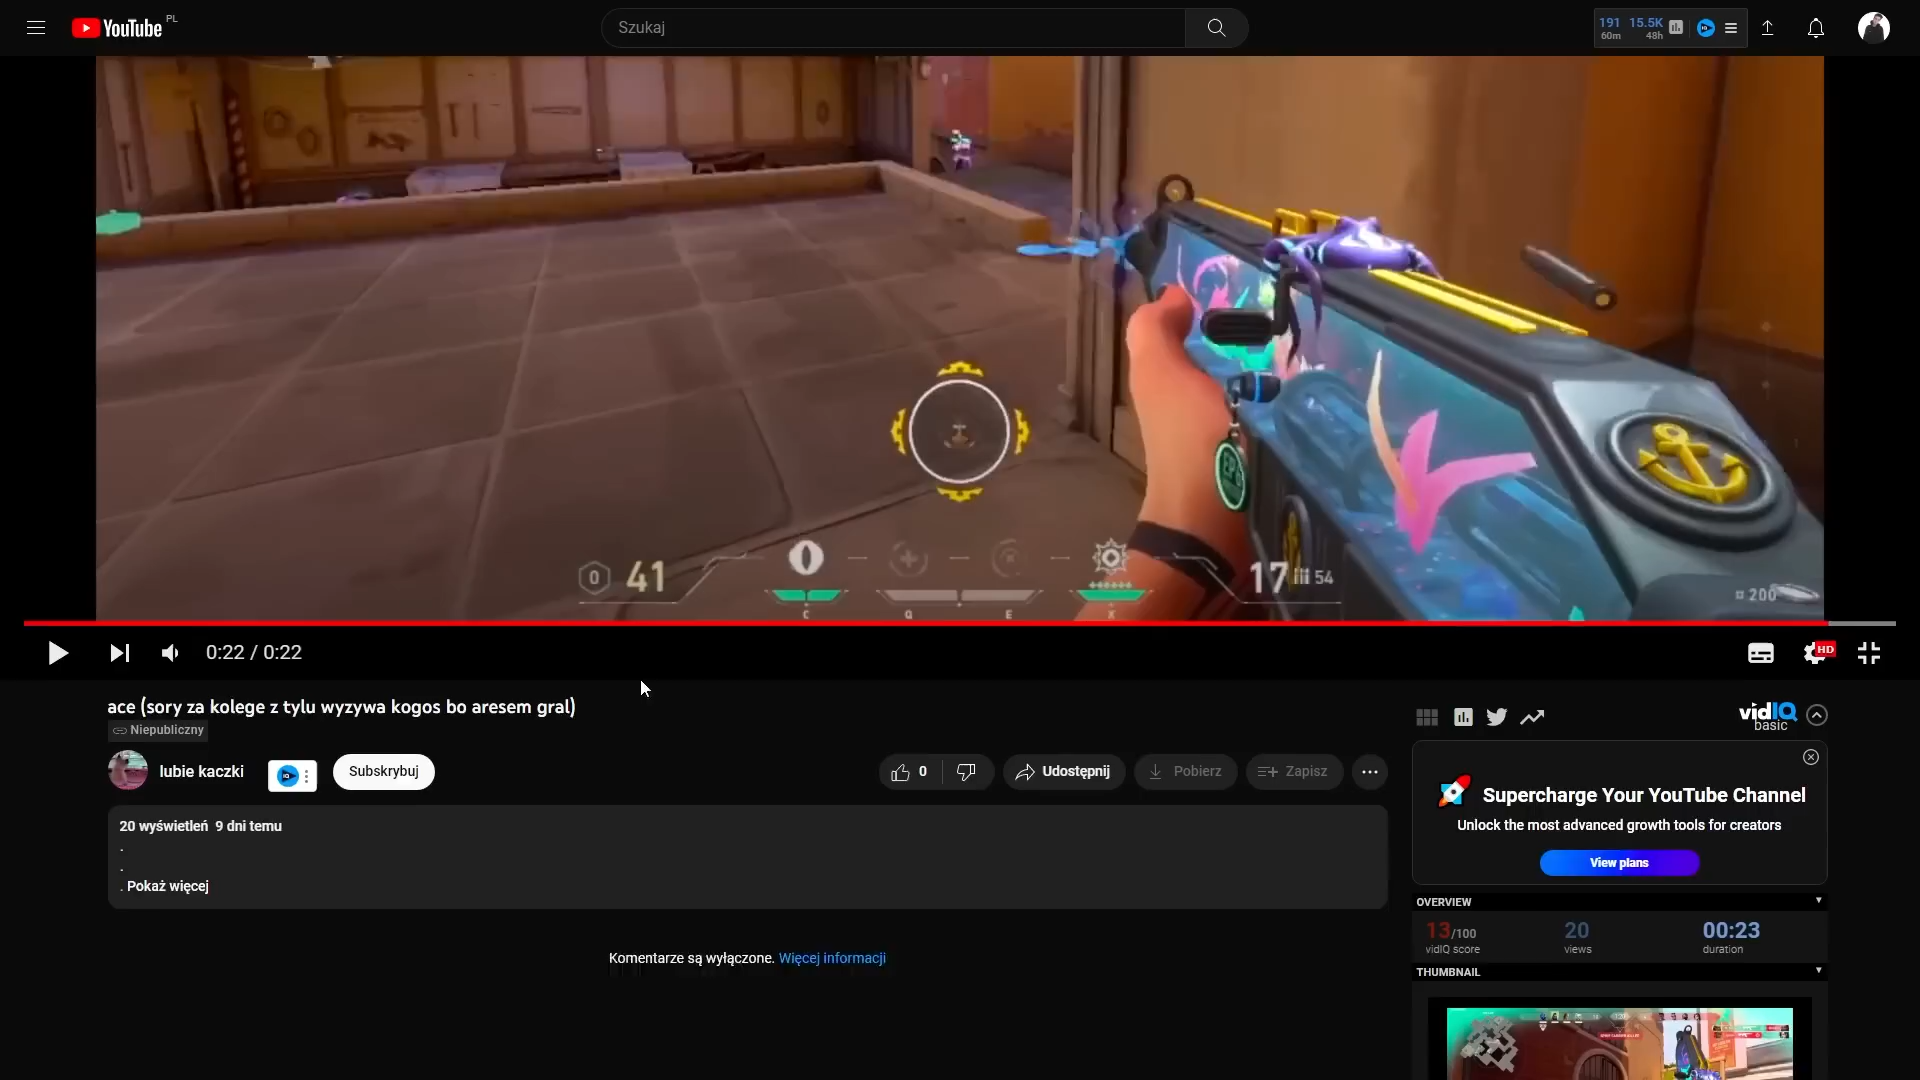 YouTube PL
Szukaj
191 15.5K
60m 48h
0 41
17 54
200
C Q E X
0:22 / 0:22
HD
ace (sory za kolege z tylu wyzywa kogos bo aresem gral)
Niepubliczny
lubie kaczki
Subskrybuj
0
Udostępnij
Pobierz
Zapisz
20 wyświetleń 9 dni temu
.
.
. Pokaż więcej
Komentarze są wyłączone. Więcej informacji
vidIQ
basic
Supercharge Your YouTube Channel
Unlock the most advanced growth tools for creators
View plans
OVERVIEW
13/100 20 00:23
vidIQ score views duration
THUMBNAIL